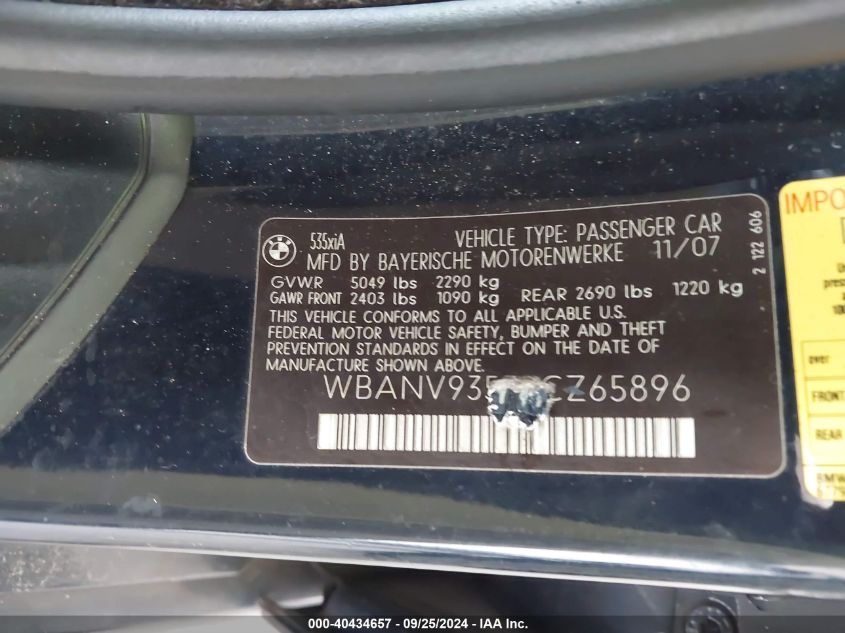 535xiA
VEHICLE TYPE: PASSENGER CAR
MFD BY BAYERISCHE MOTORENWERKE 11/07
GVWR 5049 lbs 2290 kg
GAWR FRONT 2403 lbs 1090 kg REAR 2690 lbs 1220 kg
THIS VEHICLE CONFORMS TO ALL APPLICABLE U.S.
FEDERAL MOTOR VEHICLE SAFETY, BUMPER AND THEFT
PREVENTION STANDARDS IN EFFECT ON THE DATE OF
MANUFACTURE SHOWN ABOVE.
2 122 606
over
FRONT
REAR
BMW
000-40434657 - 09/25/2024 - IAA Inc.